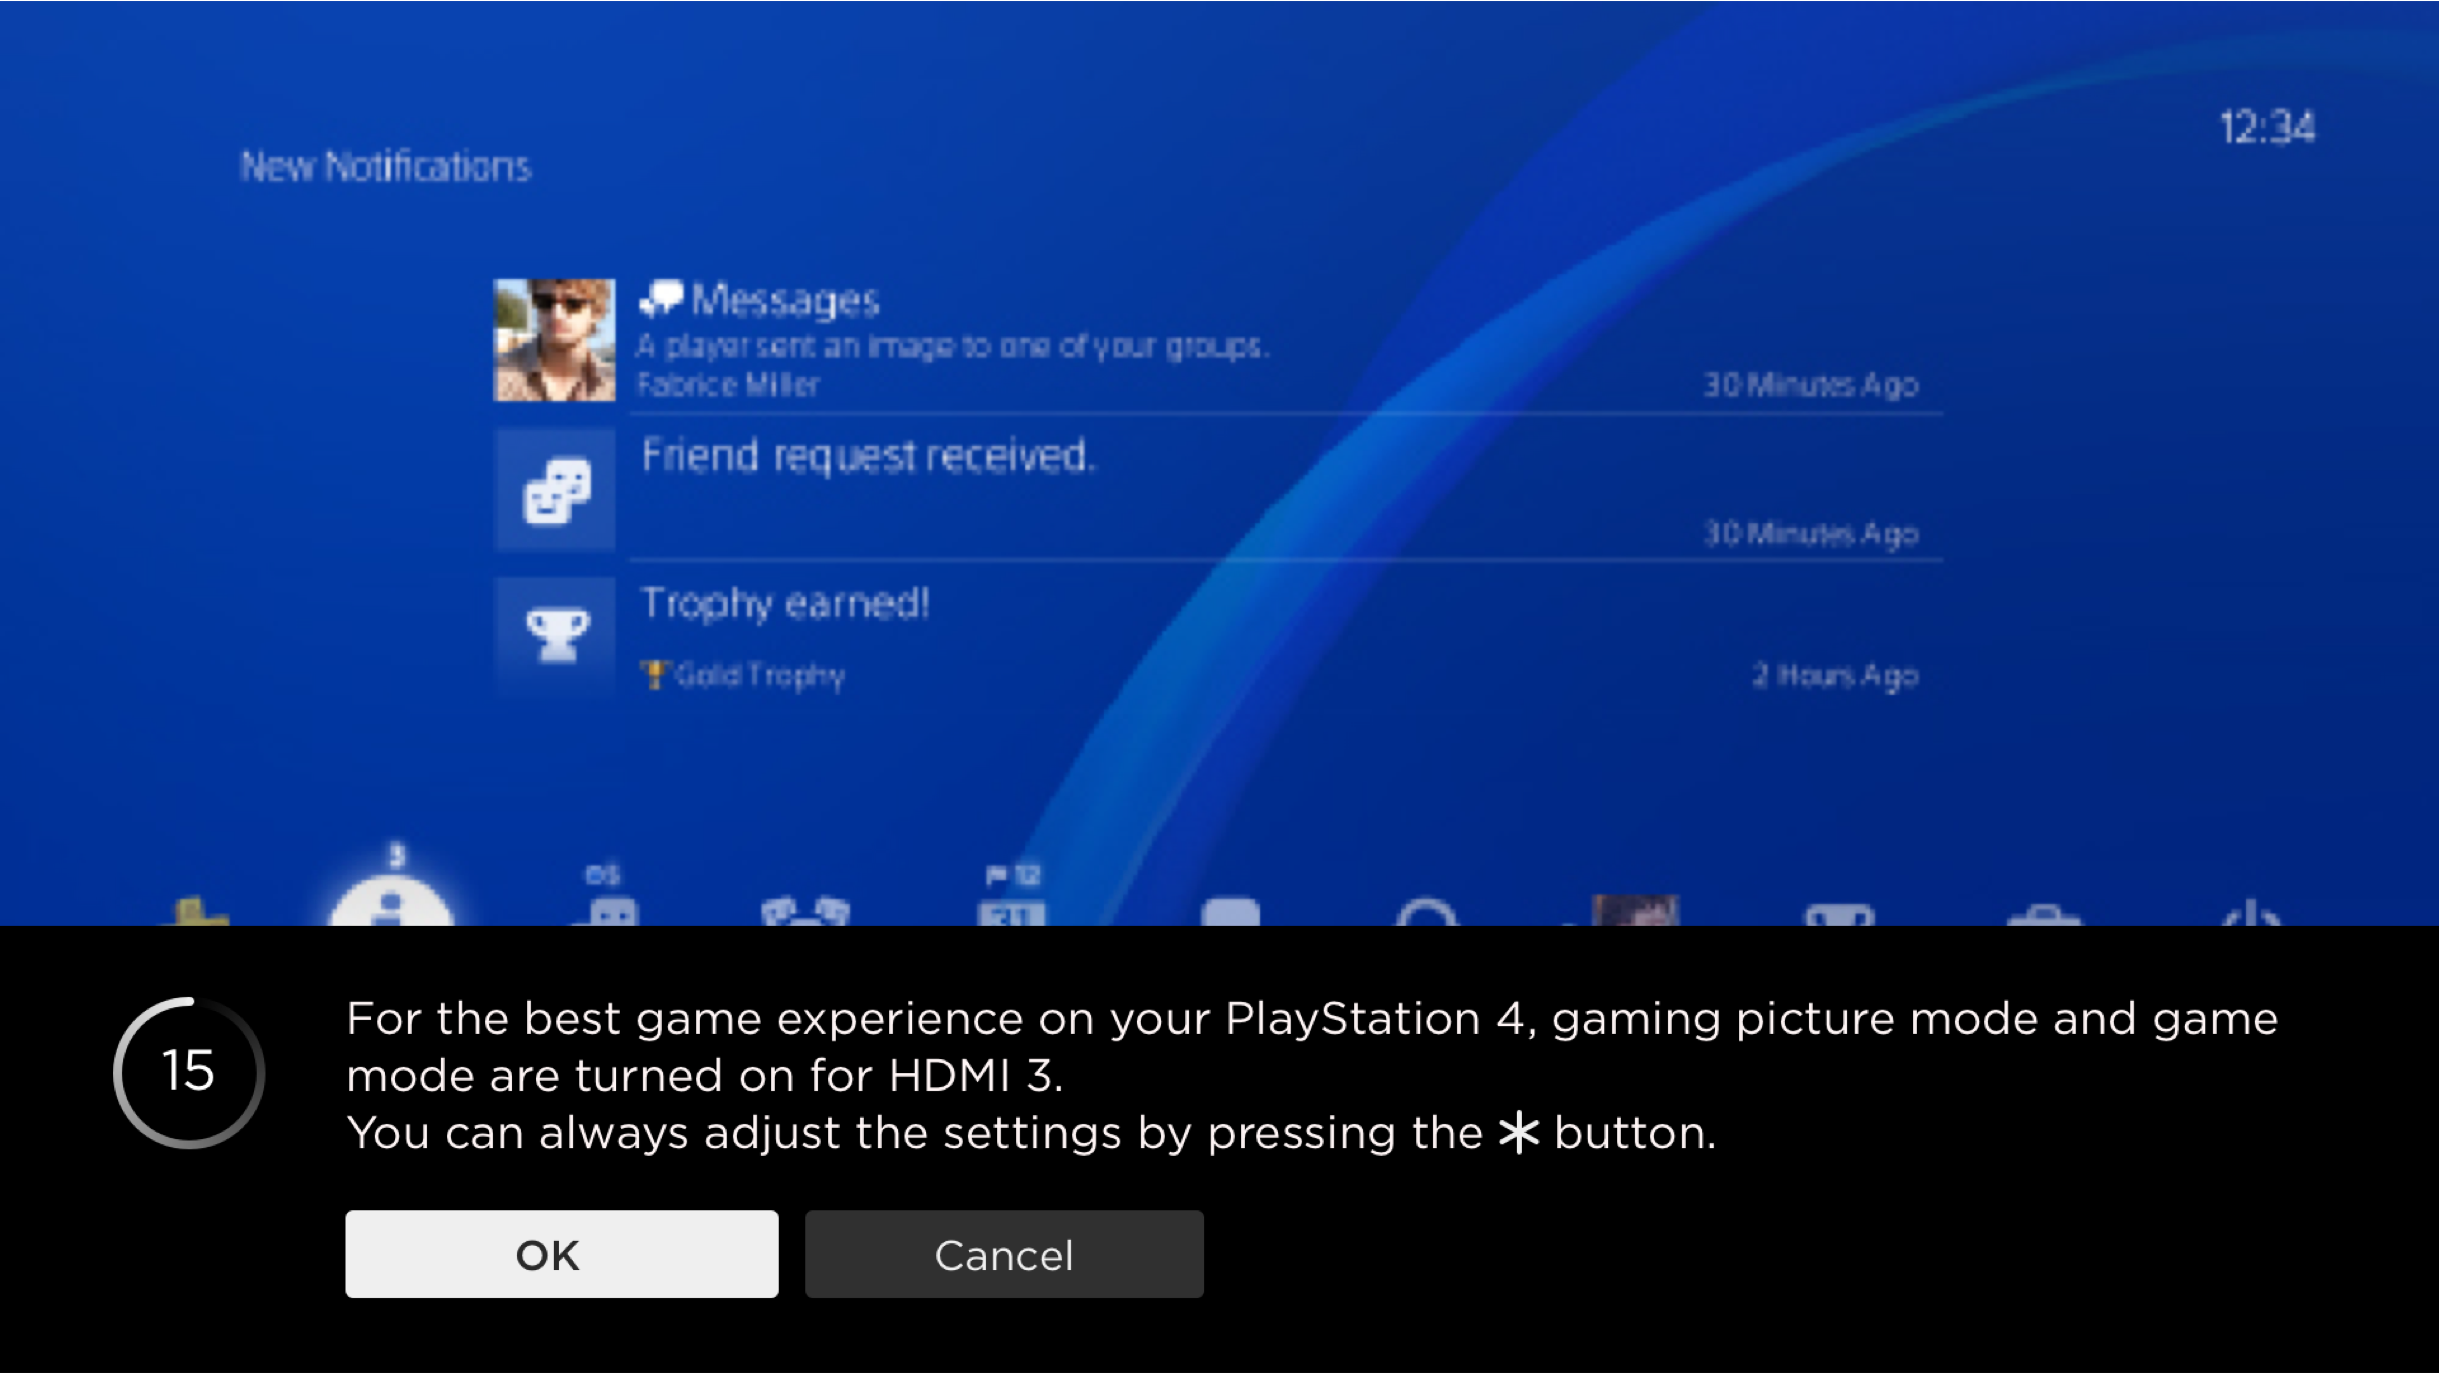 12:34
New Notifications
Messages
A player sent an image to one of your groups.
Fabrice Miller
30 Minutes Ago
Friend request received.
30 Minutes Ago
Trophy earned!
Gold Trophy
2 Hours Ago
3
12
15
For the best game experience on your PlayStation 4, gaming picture mode and game
mode are turned on for HDMI 3.
You can always adjust the settings by pressing the * button.
OK
Cancel